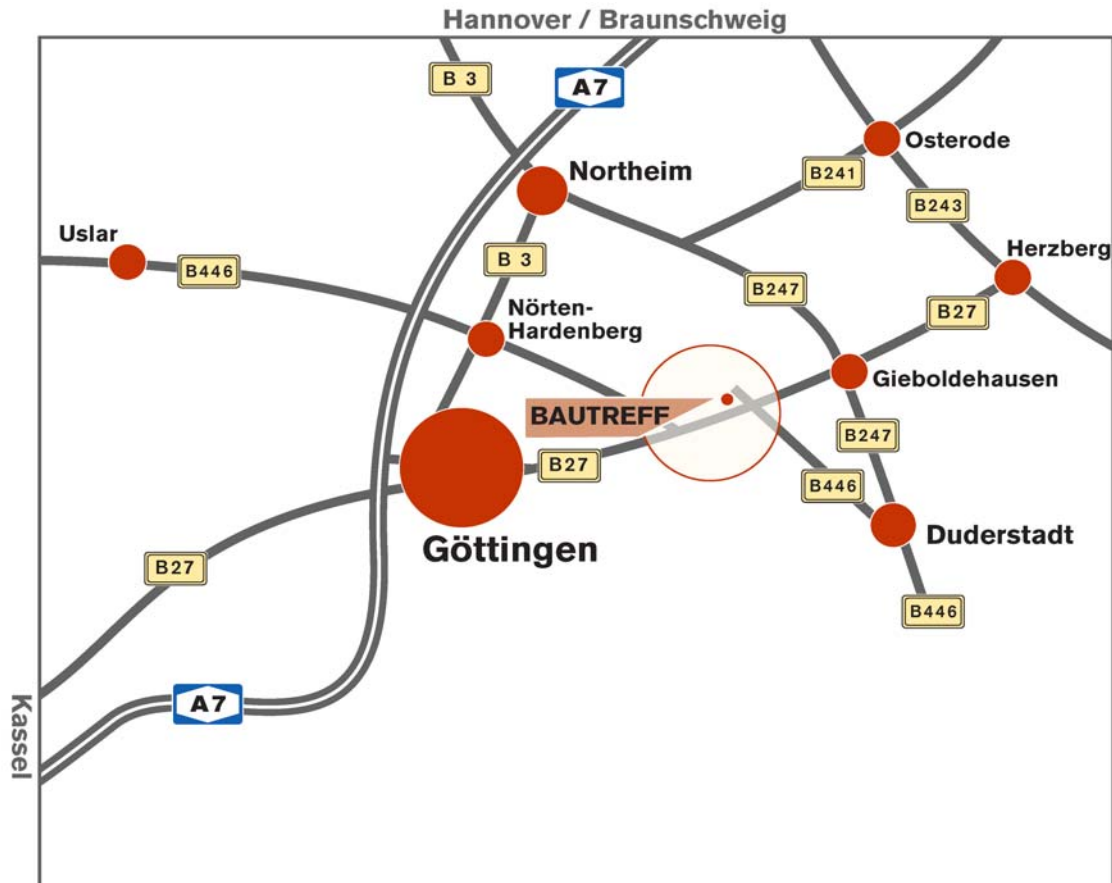 Hannover / Braunschweig
B 3
A7
Osterode
Northeim
B241
B243
Uslar
Herzberg
B446
B 3
B247
Nörten-
Hardenberg
B27
Gieboldehausen
BAUTREFF
B247
B27
B446
Göttingen
Duderstadt
B27
B446
Kassel
A7